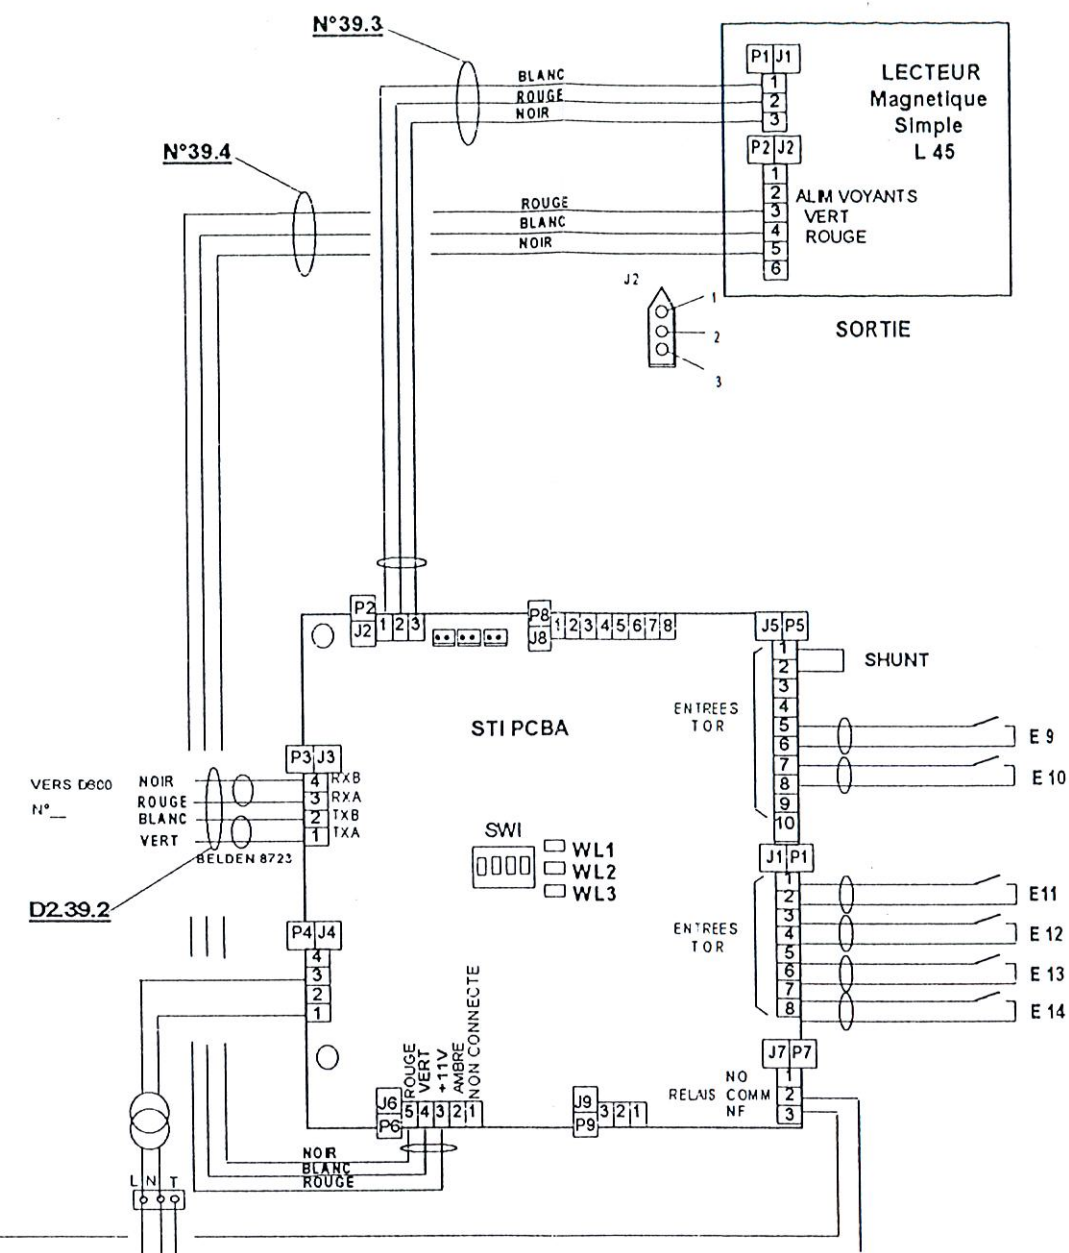 N°39.3
BLANC
ROUGE
NOIR
P1 J1
1
2
3
LECTEUR
Magnetique
Simple
L 45
N°39.4
P2 J2
1
2
3
4
5
6
ALIM VOYANTS
VERT
ROUGE
ROUGE
BLANC
NOIR
J2
1
2
3
SORTIE
P2
J2
1 2 3
P8
J8
1 2 3 4 5 6 7 8
J5 P5
1
2
3
4
5
6
7
8
9
10
SHUNT
ENTREES
TOR
E 9
E 10
STI PCBA
P3 J3
4 RXB
3 RXA
2 TXB
1 TXA
VERS D600
N°__
NOIR
ROUGE
BLANC
VERT
BELDEN 8723
D2.39.2
SWI
WL1
WL2
WL3
J1 P1
1
2
3
4
5
6
7
8
ENTREES
TOR
E11
E 12
E 13
E 14
P4 J4
4
3
2
1
ROUGE
VERT
+11V
AMBRE
NON CONNECTE
J6
P6
5 4 3 2 1
J9
P9
3 2 1
J7 P7
1
2
3
NO
RELAIS COMM
NF
NOIR
BLANC
ROUGE
L N T